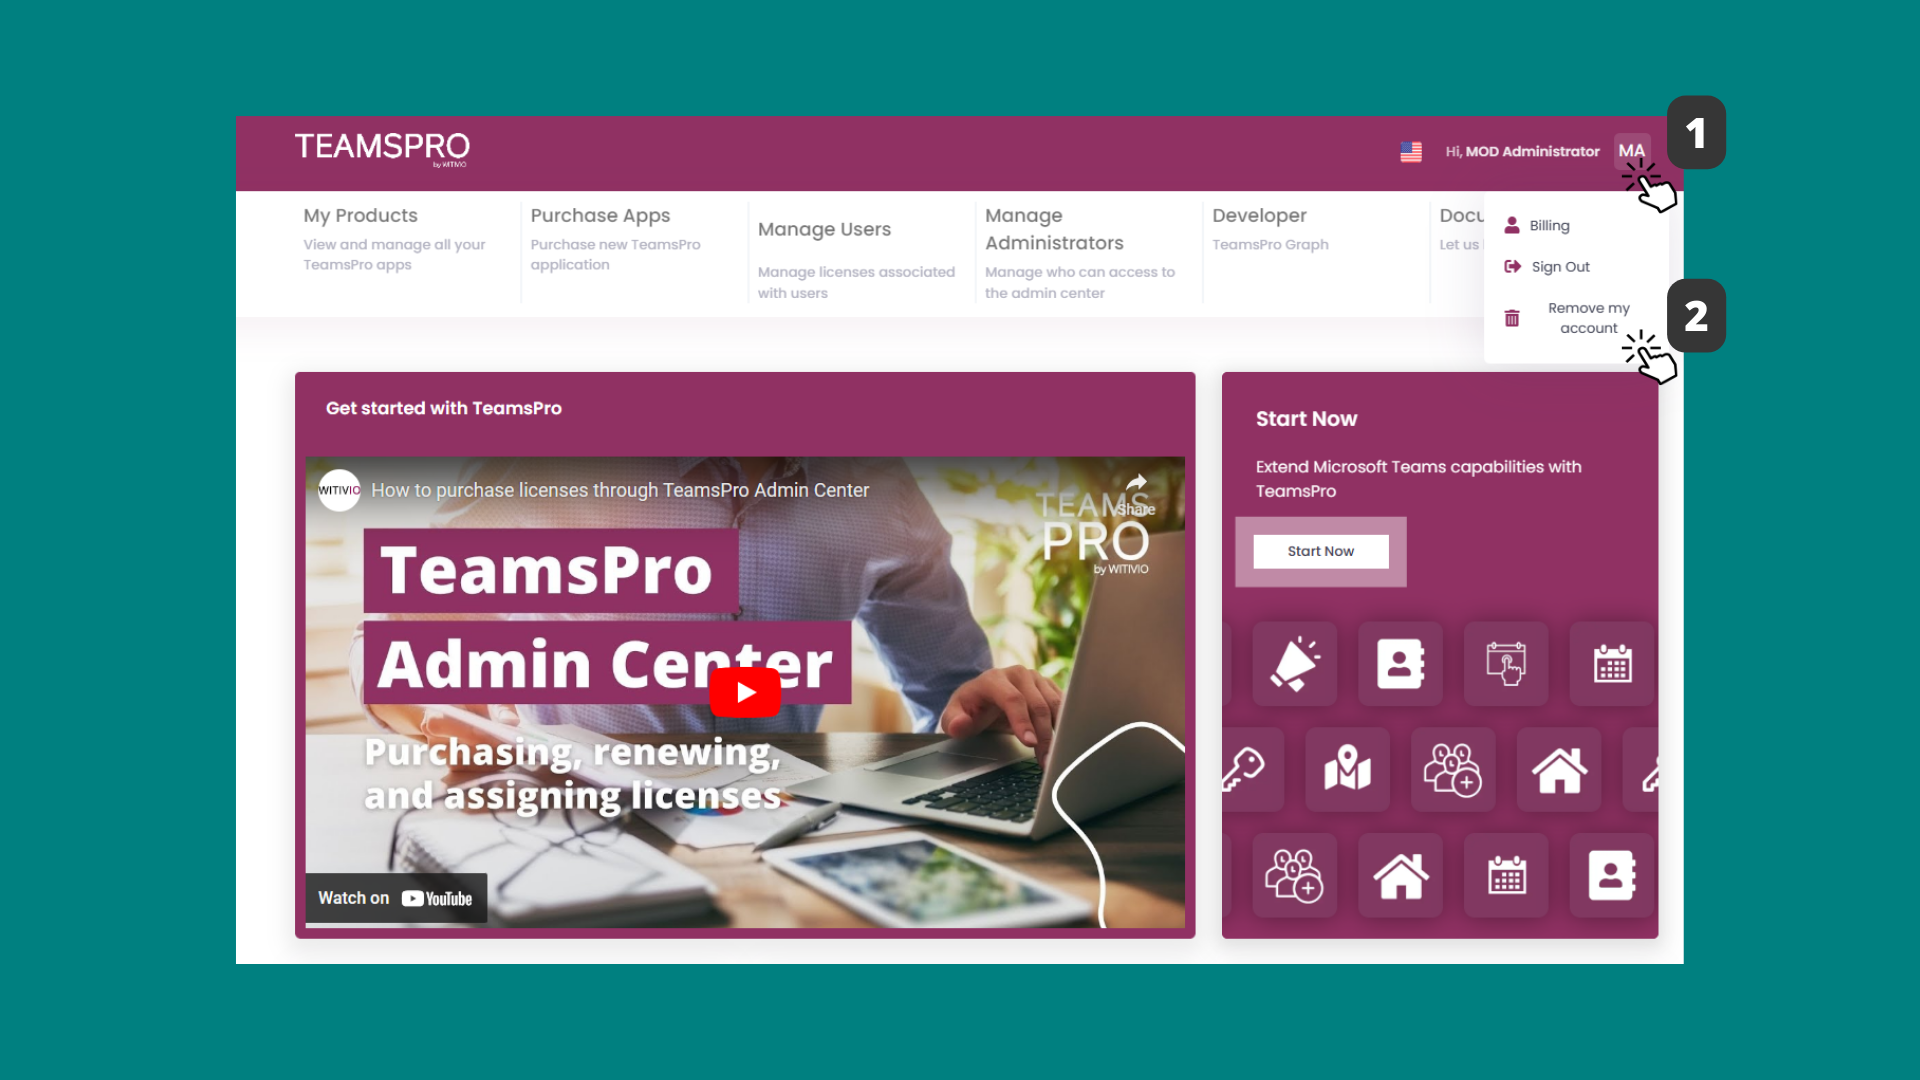 TEAMSPRO
by WITIVIO
Hi, MOD Administrator
MA
1
My Products
View and manage all your
TeamsPro apps
Purchase Apps
Purchase new TeamsPro
application
Manage Users
Manage licenses associated
with users
Manage
Administrators
Manage who can access to
the admin center
Developer
TeamsPro Graph
Docu
Let us
Billing
Sign Out
Remove my
account
2
Get started with TeamsPro
WITIVIO
How to purchase licenses through TeamsPro Admin Center
Share
TEAMS
PRO
by WITIVIO
TeamsPro
Admin Center
Purchasing, renewing,
and assigning licenses
Watch on YouTube
Start Now
Extend Microsoft Teams capabilities with
TeamsPro
Start Now